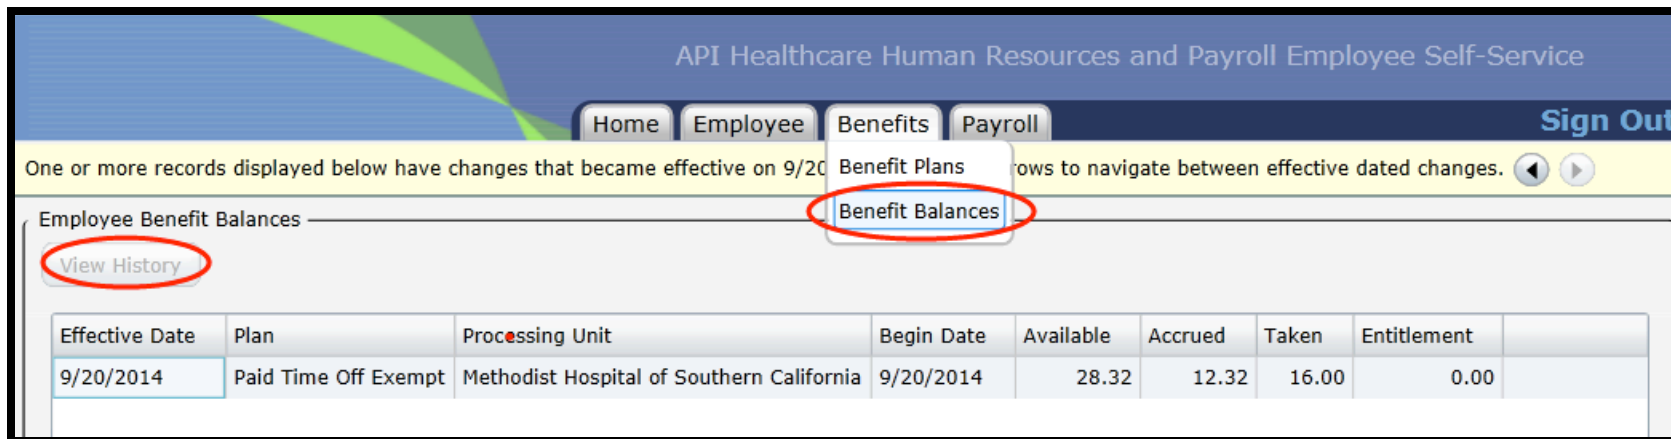 API Healthcare Human Resources and Payroll Employee Self-Service
Home Employee Benefits Payroll Sign Out
One or more records displayed below have changes that became effective on 9/20 rows to navigate between effective dated changes.
Benefit Plans
Benefit Balances
Employee Benefit Balances
View History
Effective Date Plan Processing Unit Begin Date Available Accrued Taken Entitlement
9/20/2014 Paid Time Off Exempt Methodist Hospital of Southern California 9/20/2014 28.32 12.32 16.00 0.00